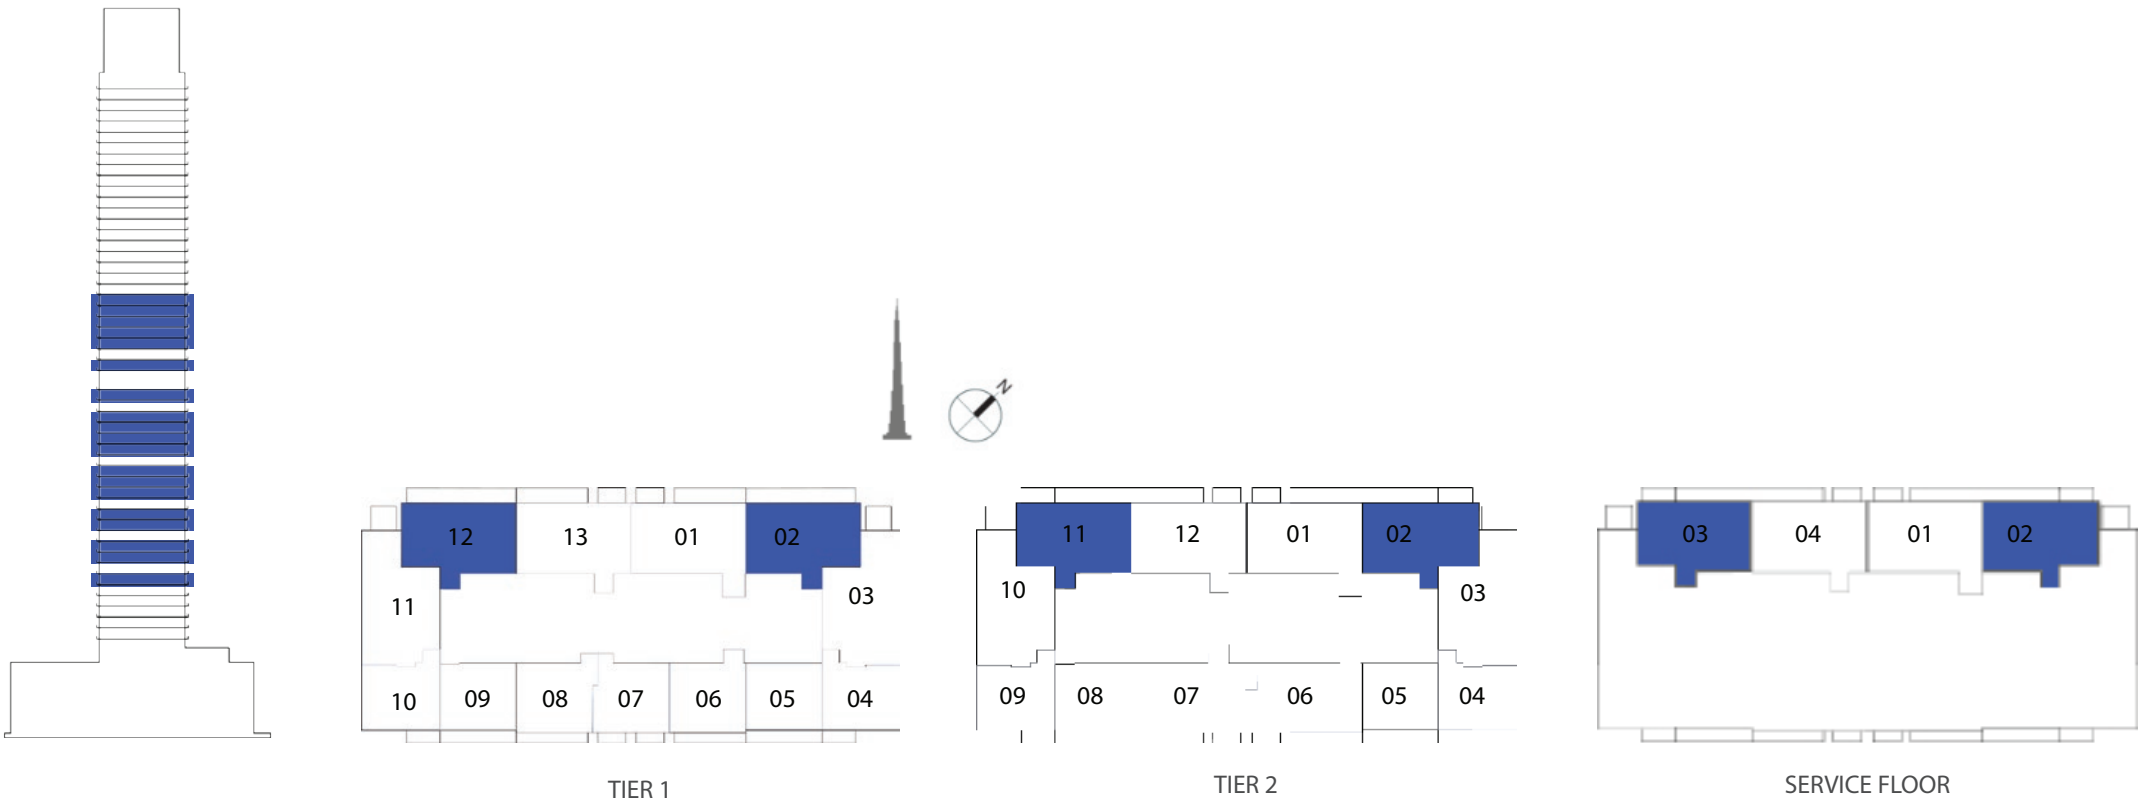 N
12 13 01 02
11 03
10 09 08 07 06 05 04
TIER 1
11 12 01 02
10 03
09 08 07 06 05 04
TIER 2
03 04 01 02
SERVICE FLOOR